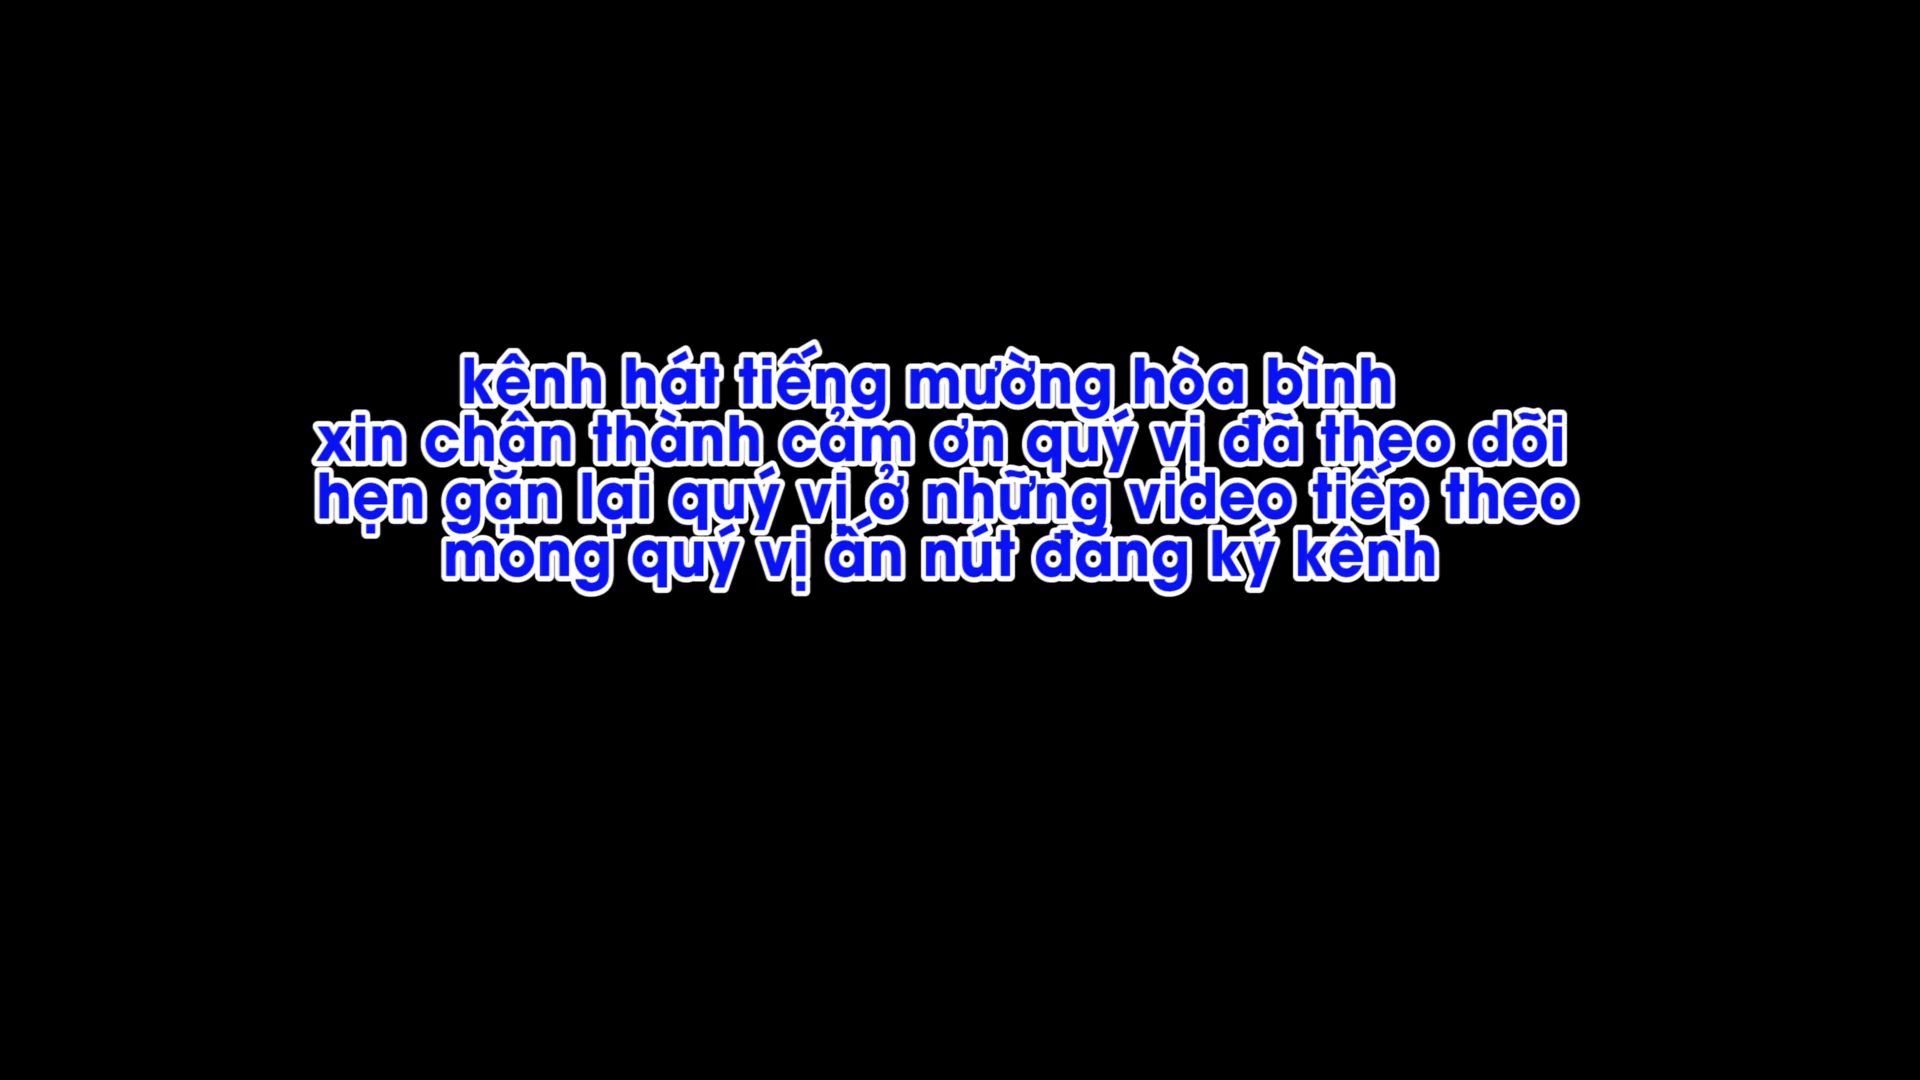 kênh hát tiếng mường hòa bình
xin chân thành cảm ơn quý vị đã theo dõi
hẹn gặn lại quý vị ở những video tiếp theo
mong quý vị ấn nút đăng ký kênh